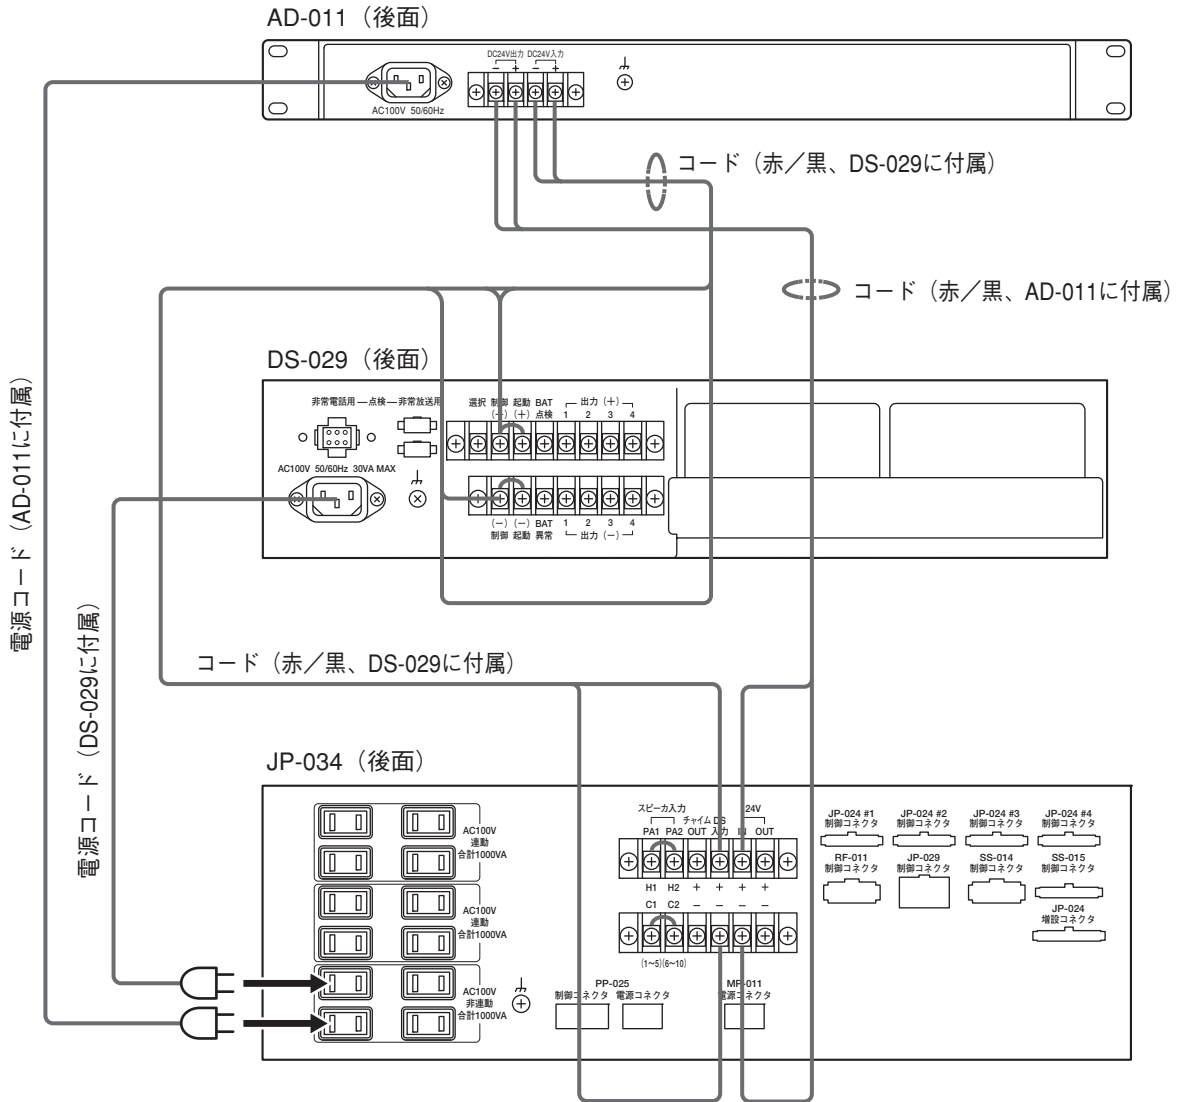 AD-011（後面）
DC24V出力 DC24V入力
− + − +
AC100V 50/60Hz
コード（赤／黒、DS-029に付属）
コード（赤／黒、AD-011に付属）
DS-029（後面）
非常電話用 ― 点検 ― 非常放送用
選択 制御 起動 BAT 出力（+）
（+）（+） 点検 1 2 3 4
AC100V 50/60Hz 30VA MAX
（−）（−） BAT 1 2 3 4
制御 起動 異常 出力（−）
電源コード（AD-011に付属）
電源コード（DS-029に付属）
コード（赤／黒、DS-029に付属）
JP-034（後面）
AC100V
連動
合計1000VA
AC100V
連動
合計1000VA
AC100V
非連動
合計1000VA
スピーカ入力 24V
チャイム DS
PA1 PA2 OUT 入力 IN OUT
H1 H2 + + + +
C1 C2 − − − −
(1~5)(6~10)
PP-025
制御コネクタ 電源コネクタ
MP-011
電源コネクタ
JP-024 #1
制御コネクタ
JP-024 #2
制御コネクタ
JP-024 #3
制御コネクタ
JP-024 #4
制御コネクタ
RF-011
制御コネクタ
JP-029
制御コネクタ
SS-014
制御コネクタ
SS-015
制御コネクタ
JP-024
増設コネクタ